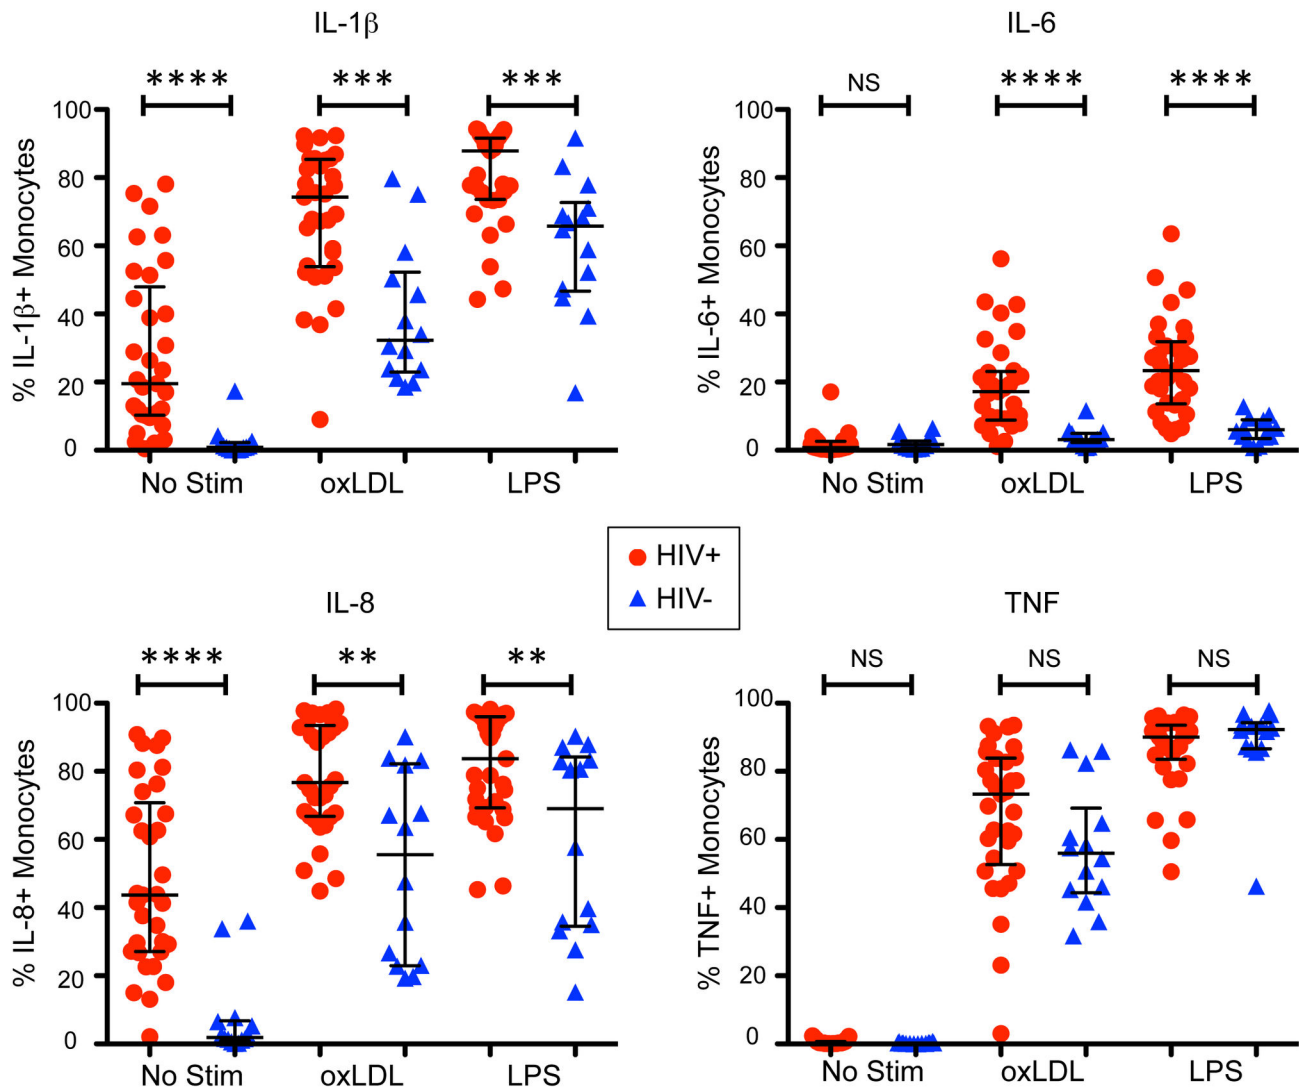 IL-1β
**** *** ***
% IL-1β+ Monocytes
100
80
60
40
20
0
No Stim oxLDL LPS
IL-6
NS **** ****
% IL-6+ Monocytes
100
80
60
40
20
0
No Stim oxLDL LPS
HIV+
HIV-
IL-8
**** ** **
% IL-8+ Monocytes
100
80
60
40
20
0
No Stim oxLDL LPS
TNF
NS NS NS
% TNF+ Monocytes
100
80
60
40
20
0
No Stim oxLDL LPS